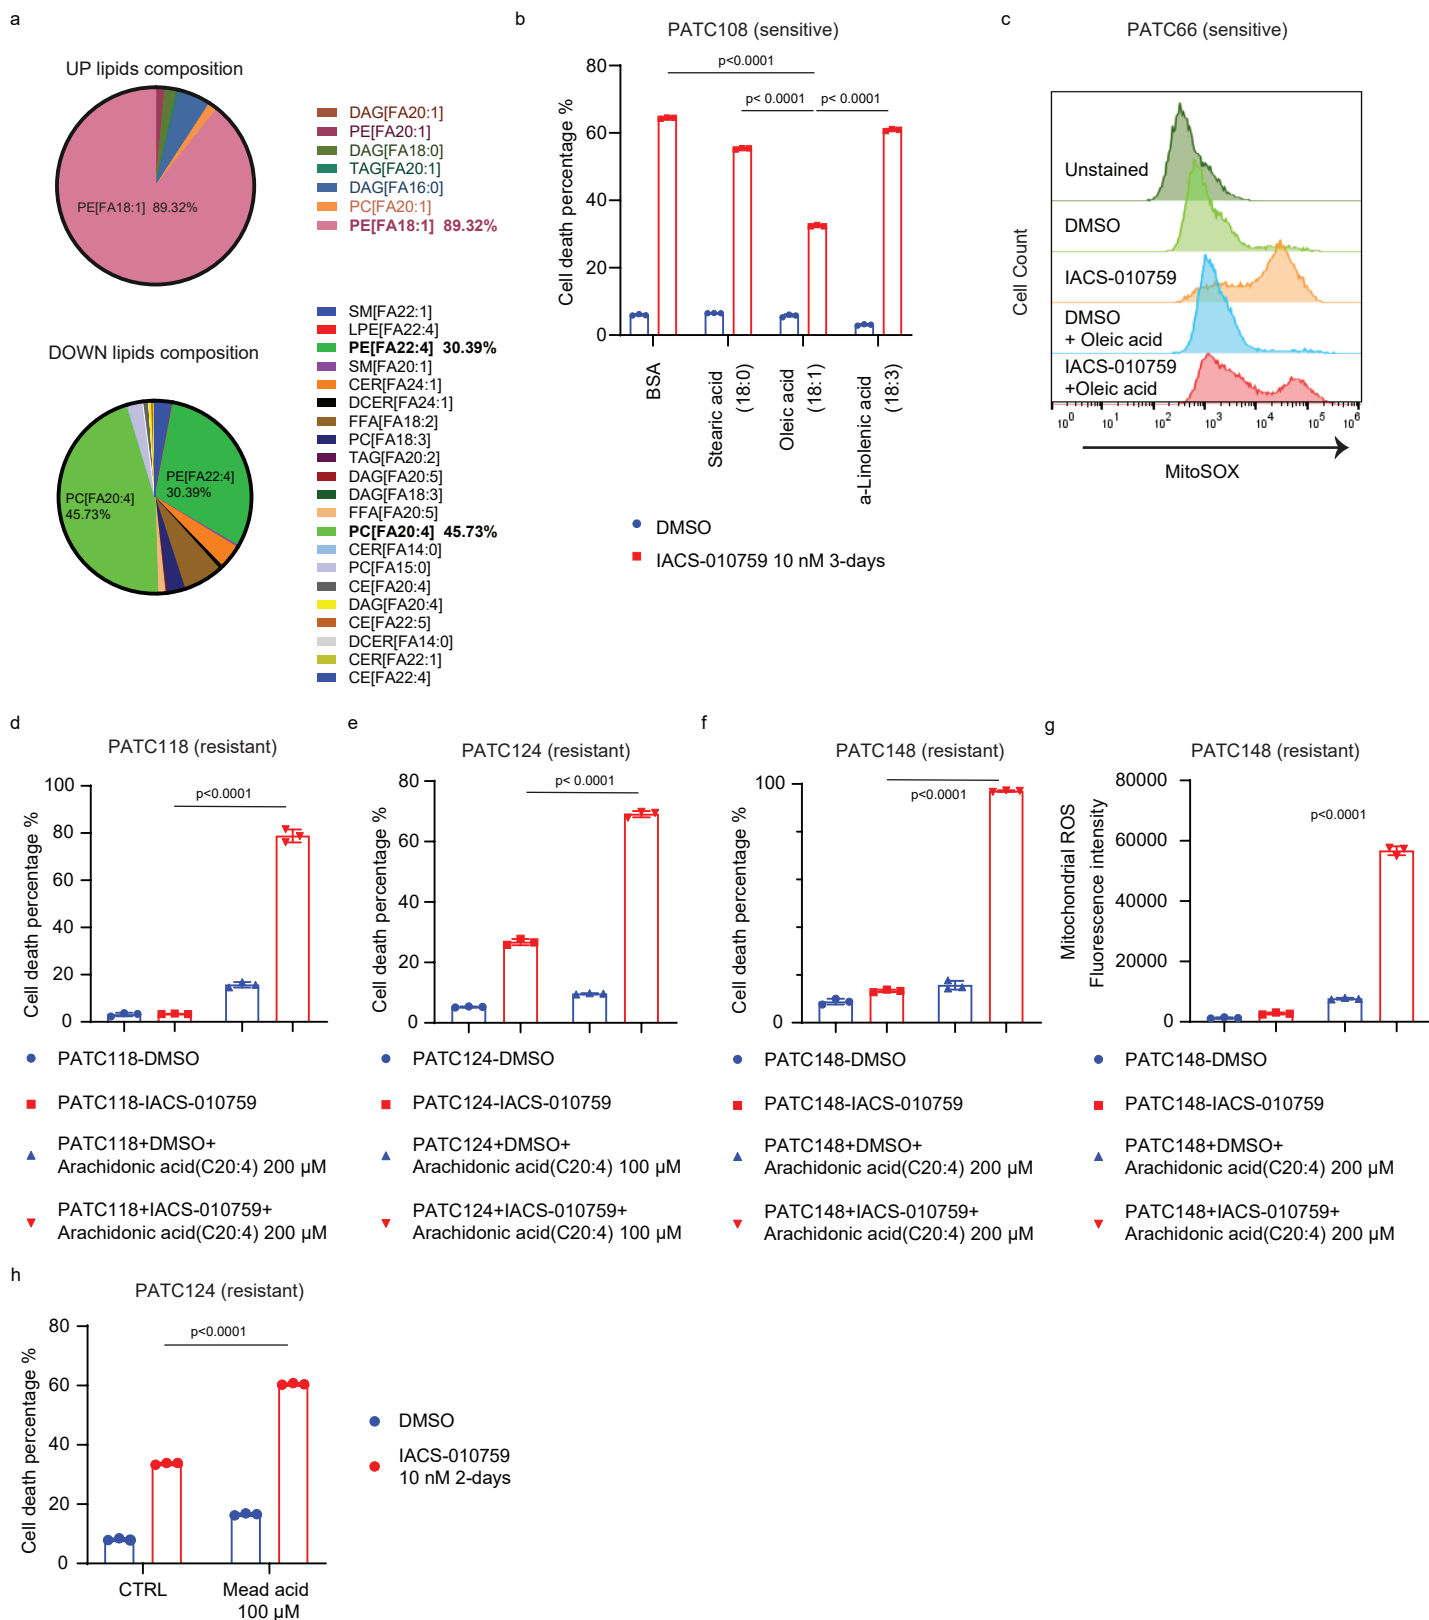 a
UP lipids composition
PE[FA18:1] 89.32%
DAG[FA20:1]
PE[FA20:1]
DAG[FA18:0]
TAG[FA20:1]
DAG[FA16:0]
PC[FA20:1]
PE[FA18:1] 89.32%
DOWN lipids composition
PE[FA22:4]
30.39%
PC[FA20:4]
45.73%
SM[FA22:1]
LPE[FA22:4]
PE[FA22:4] 30.39%
SM[FA20:1]
CER[FA24:1]
DCER[FA24:1]
FFA[FA18:2]
PC[FA18:3]
TAG[FA20:2]
DAG[FA20:5]
DAG[FA18:3]
FFA[FA20:5]
PC[FA20:4] 45.73%
CER[FA14:0]
PC[FA15:0]
CE[FA20:4]
DAG[FA20:4]
CE[FA22:5]
DCER[FA14:0]
CER[FA22:1]
CE[FA22:4]
b
PATC108 (sensitive)
p<0.0001
p< 0.0001 p< 0.0001
Cell death percentage %
80
60
40
20
0
BSA
Stearic acid
(18:0)
Oleic acid
(18:1)
a-Linolenic acid
(18:3)
DMSO
IACS-010759 10 nM 3-days
c
PATC66 (sensitive)
Cell Count
Unstained
DMSO
IACS-010759
DMSO
+ Oleic acid
IACS-010759
+Oleic acid
10^0 10^1 10^2 10^3 10^4 10^5 10^6
MitoSOX
d
PATC118 (resistant)
p<0.0001
Cell death percentage %
100
80
60
40
20
0
PATC118-DMSO
PATC118-IACS-010759
PATC118+DMSO+
Arachidonic acid(C20:4) 200 µM
PATC118+IACS-010759+
Arachidonic acid(C20:4) 200 µM
e
PATC124 (resistant)
p< 0.0001
Cell death percentage %
80
60
40
20
0
PATC124-DMSO
PATC124-IACS-010759
PATC124+DMSO+
Arachidonic acid(C20:4) 100 µM
PATC124+IACS-010759+
Arachidonic acid(C20:4) 100 µM
f
PATC148 (resistant)
p<0.0001
Cell death percentage %
100
0
PATC148-DMSO
PATC148-IACS-010759
PATC148+DMSO+
Arachidonic acid(C20:4) 200 µM
PATC148+IACS-010759+
Arachidonic acid(C20:4) 200 µM
g
PATC148 (resistant)
p<0.0001
Mitochondrial ROS
Fluorescence intensity
80000
60000
40000
20000
0
PATC148-DMSO
PATC148-IACS-010759
PATC148+DMSO+
Arachidonic acid(C20:4) 200 µM
PATC148+IACS-010759+
Arachidonic acid(C20:4) 200 µM
h
PATC124 (resistant)
p<0.0001
Cell death percentage %
80
60
40
20
0
CTRL
Mead acid
100 µM
DMSO
IACS-010759
10 nM 2-days